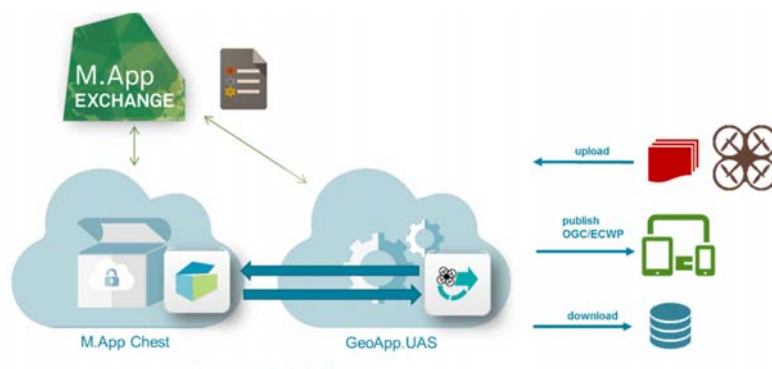 M.App
EXCHANGE
upload
publish
OGC/ECWP
download
M.App Chest
GeoApp.UAS